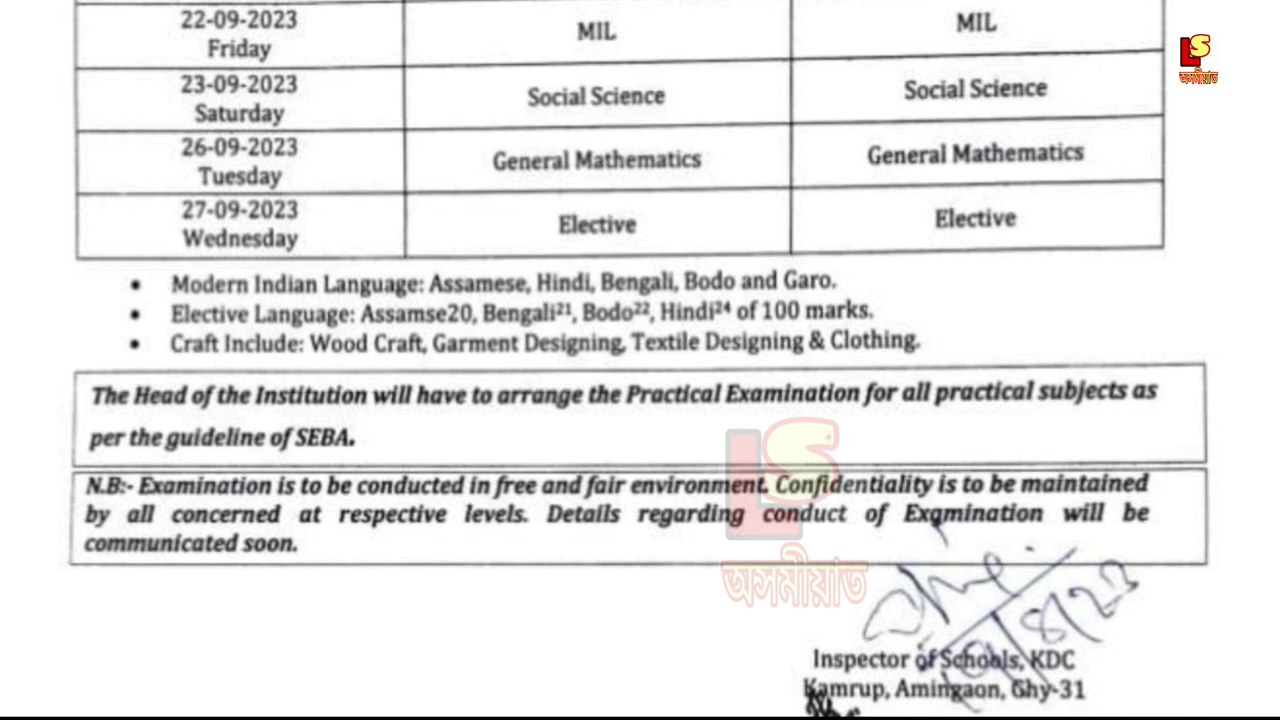 22-09-2023
Friday
MIL
MIL
23-09-2023
Saturday
Social Science
Social Science
26-09-2023
Tuesday
General Mathematics
General Mathematics
27-09-2023
Wednesday
Elective
Elective
• Modern Indian Language: Assamese, Hindi, Bengali, Bodo and Garo.
• Elective Language: Assamse20, Bengali²¹, Bodo²², Hindi²⁴ of 100 marks.
• Craft Include: Wood Craft, Garment Designing, Textile Designing & Clothing.
The Head of the Institution will have to arrange the Practical Examination for all practical subjects as
per the guideline of SEBA.
N.B:- Examination is to be conducted in free and fair environment. Confidentiality is to be maintained
by all concerned at respective levels. Details regarding conduct of Examination will be
communicated soon.
Inspector of Schools, KDC
Kamrup, Amingaon, Ghy-31
LS
অসমীয়াত
LS
অসমীয়াত